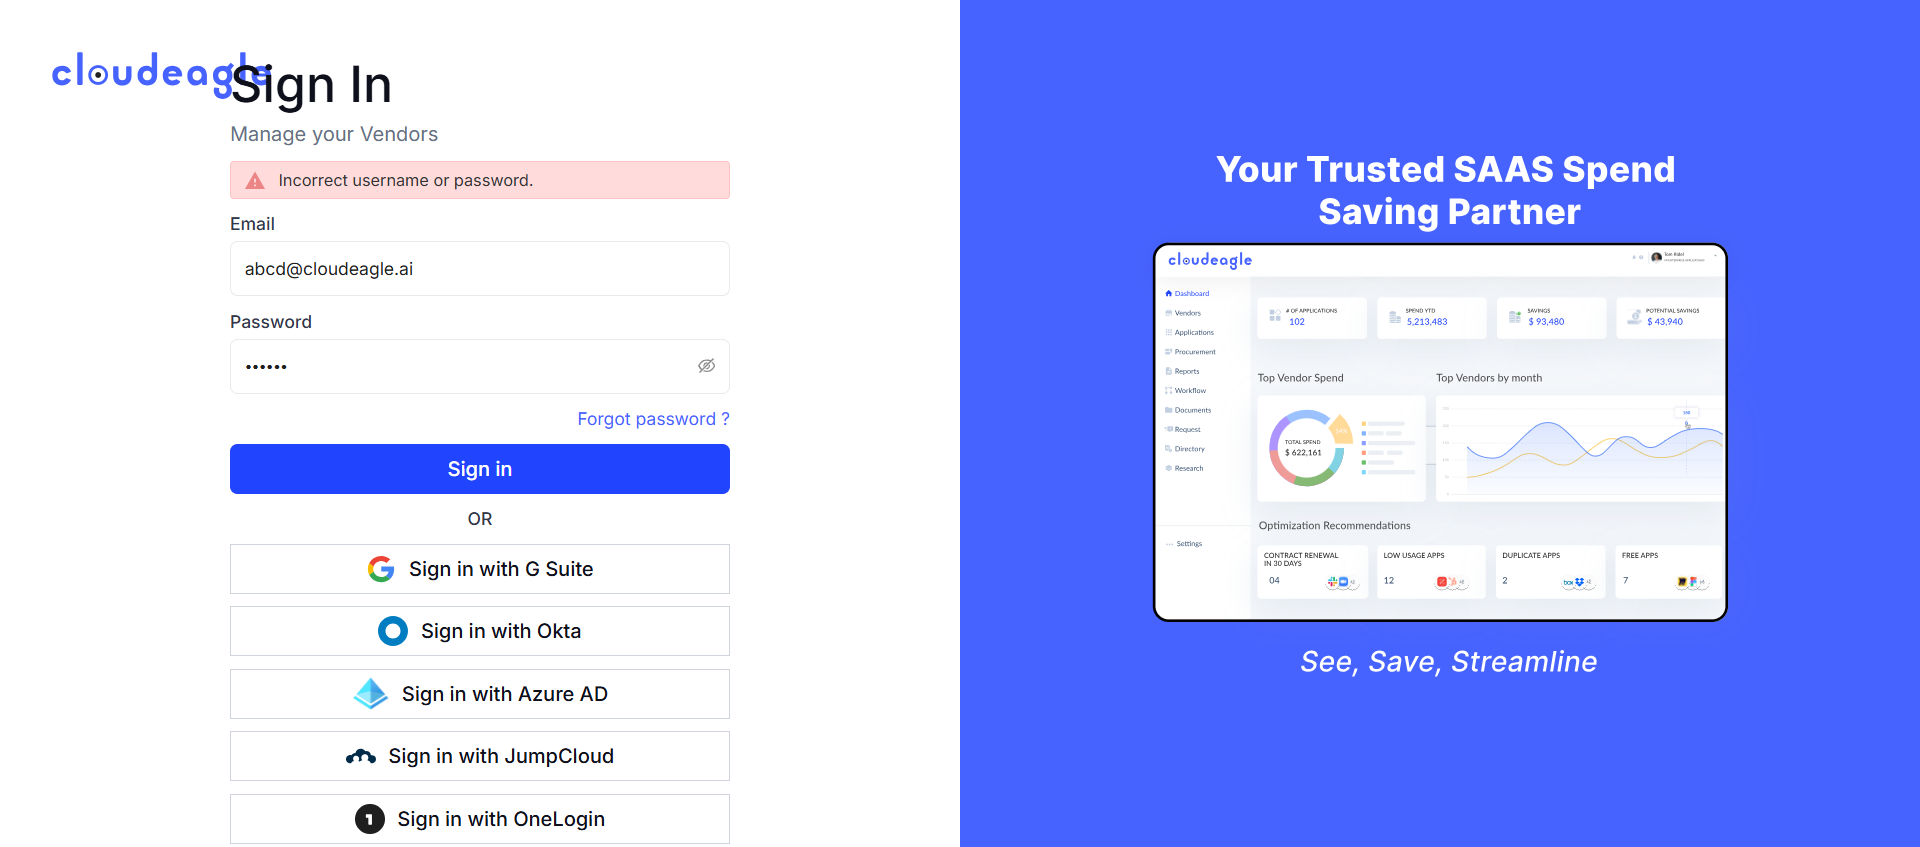 cloudeagle
Sign In
Manage your Vendors
Incorrect username or password.
Email
abcd@cloudeagle.ai
Password
••••••
Forgot password ?
Sign in
OR
Sign in with G Suite
Sign in with Okta
Sign in with Azure AD
Sign in with JumpCloud
Sign in with OneLogin
Your Trusted SAAS Spend
Saving Partner
cloudeagle
Dashboard
Vendors
Applications
Procurement
Reports
Workflow
Documents
Request
Directory
Research
Settings
# OF APPLICATIONS
102
SPEND YTD
5,213,483
SAVINGS
$ 93,480
POTENTIAL SAVINGS
$ 43,940
Top Vendor Spend
TOTAL SPEND
$ 622,161
Top Vendors by month
Optimization Recommendations
CONTRACT RENEWAL
IN 30 DAYS
04
LOW USAGE APPS
12
DUPLICATE APPS
2
FREE APPS
7
See, Save, Streamline